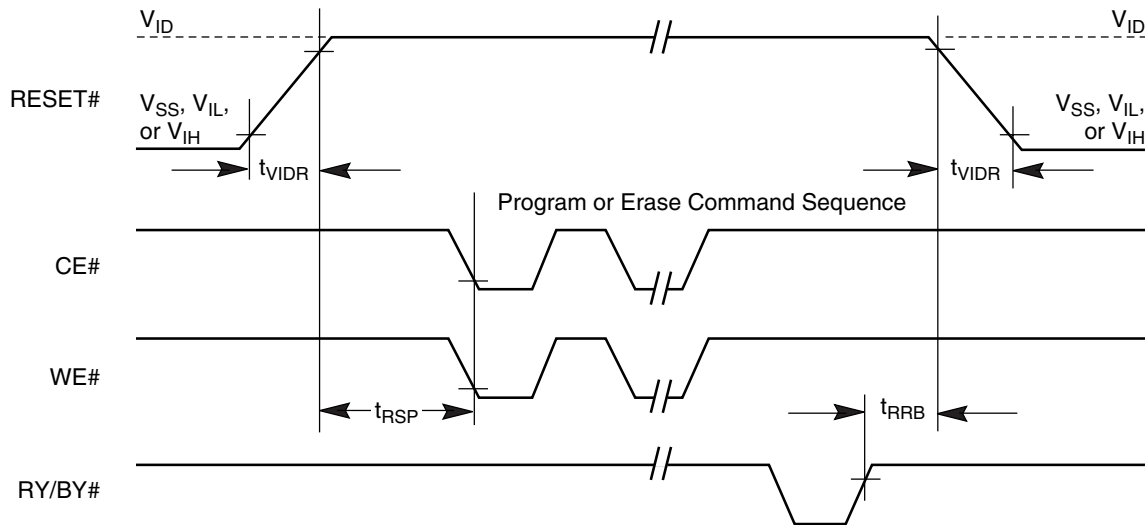 V_ID V_ID
RESET#
V_SS, V_IL, V_SS, V_IL,
or V_IH or V_IH
t_VIDR t_VIDR
Program or Erase Command Sequence
CE#
WE#
t_RSP t_RRB
RY/BY#